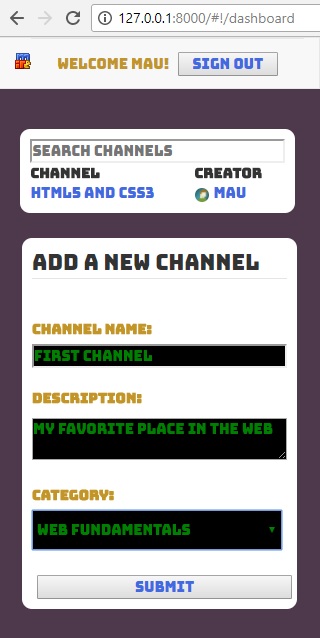 127.0.0.1:8000/#!/dashboard
WELCOME MAU! SIGN OUT
SEARCH CHANNELS
CHANNEL CREATOR
HTML5 AND CSS3 MAU
ADD A NEW CHANNEL
CHANNEL NAME:
FIRST CHANNEL
DESCRIPTION:
MY FAVORITE PLACE IN THE WEB
CATEGORY:
WEB FUNDAMENTALS
SUBMIT